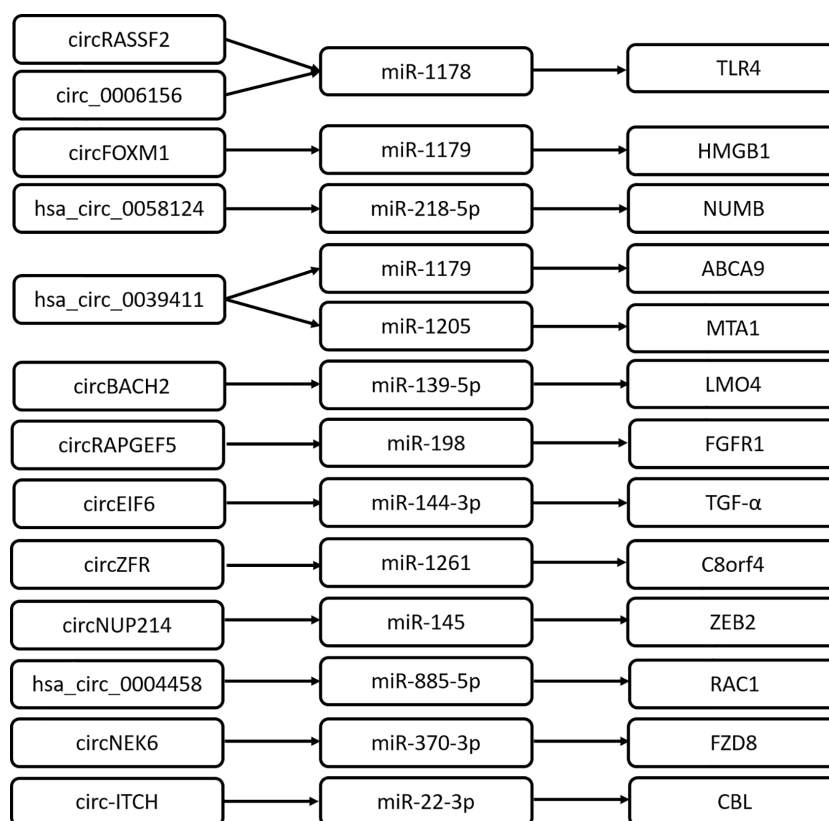 circRASSF2
circ_0006156
miR-1178
TLR4
circFOXM1
miR-1179
HMGB1
hsa_circ_0058124
miR-218-5p
NUMB
hsa_circ_0039411
miR-1179
ABCA9
miR-1205
MTA1
circBACH2
miR-139-5p
LMO4
circRAPGEF5
miR-198
FGFR1
circEIF6
miR-144-3p
TGF-α
circZFR
miR-1261
C8orf4
circNUP214
miR-145
ZEB2
hsa_circ_0004458
miR-885-5p
RAC1
circNEK6
miR-370-3p
FZD8
circ-ITCH
miR-22-3p
CBL